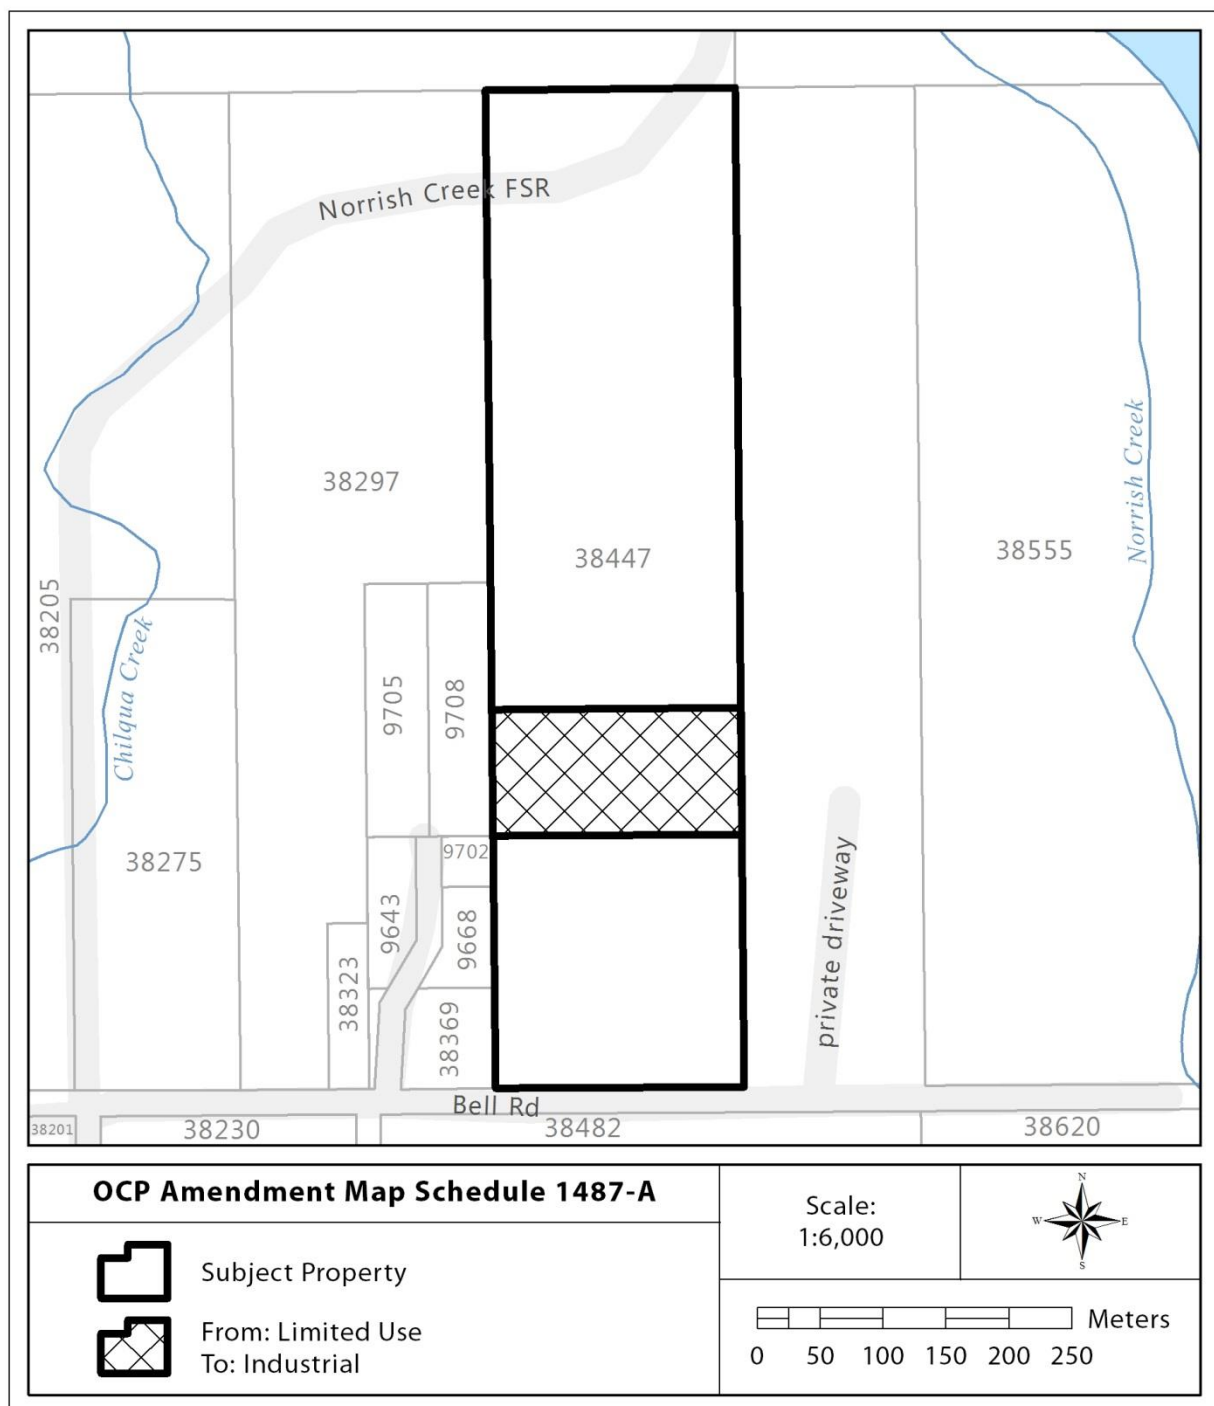 Norrish Creek FSR
38297
38447
38555
Norrish Creek
38205
Chilqua Creek
9705
9708
38275
9702
9643
9668
private driveway
38323
38369
Bell Rd
38201
38230
38482
38620
OCP Amendment Map Schedule 1487-A
Subject Property
From: Limited Use
To: Industrial
Scale:
1:6,000
N
W
E
S
Meters
0 50 100 150 200 250